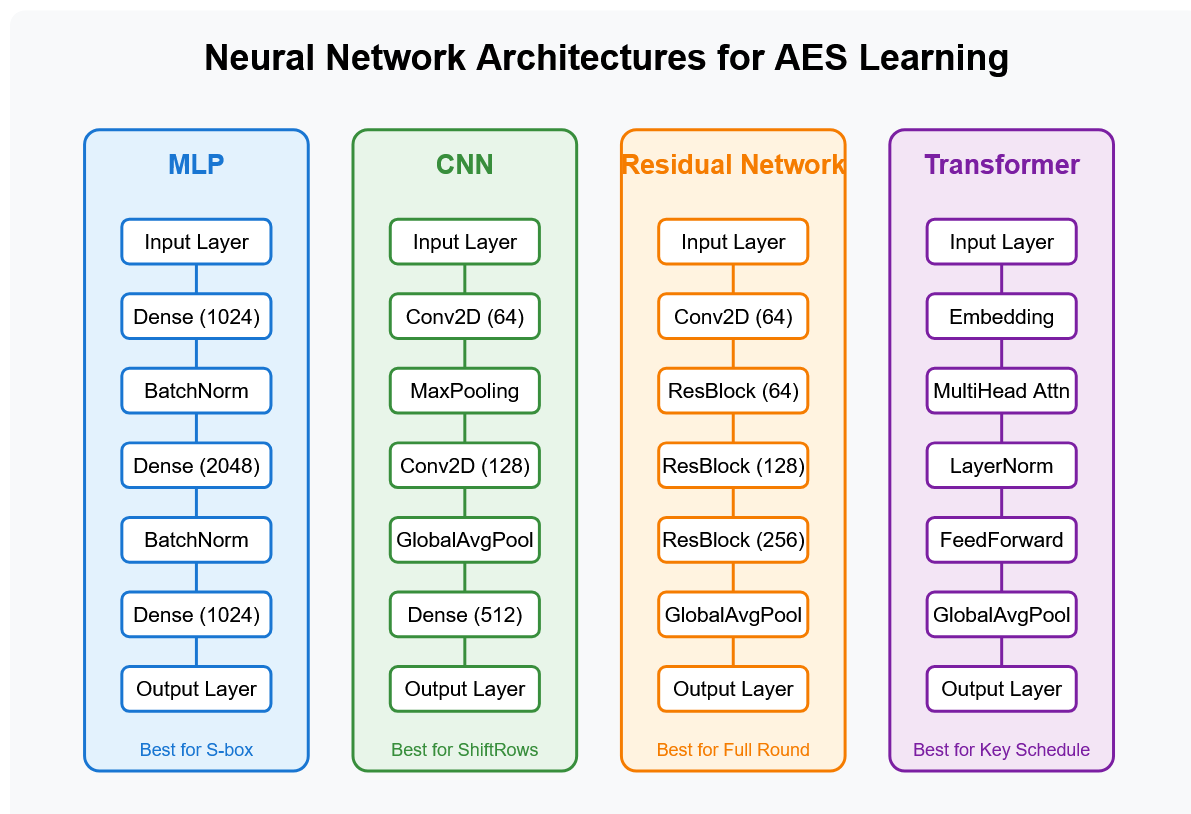 Neural Network Architectures for AES Learning
MLP
Input Layer
Dense (1024)
BatchNorm
Dense (2048)
BatchNorm
Dense (1024)
Output Layer
Best for S-box
CNN
Input Layer
Conv2D (64)
MaxPooling
Conv2D (128)
GlobalAvgPool
Dense (512)
Output Layer
Best for ShiftRows
Residual Network
Input Layer
Conv2D (64)
ResBlock (64)
ResBlock (128)
ResBlock (256)
GlobalAvgPool
Output Layer
Best for Full Round
Transformer
Input Layer
Embedding
MultiHead Attn
LayerNorm
FeedForward
GlobalAvgPool
Output Layer
Best for Key Schedule